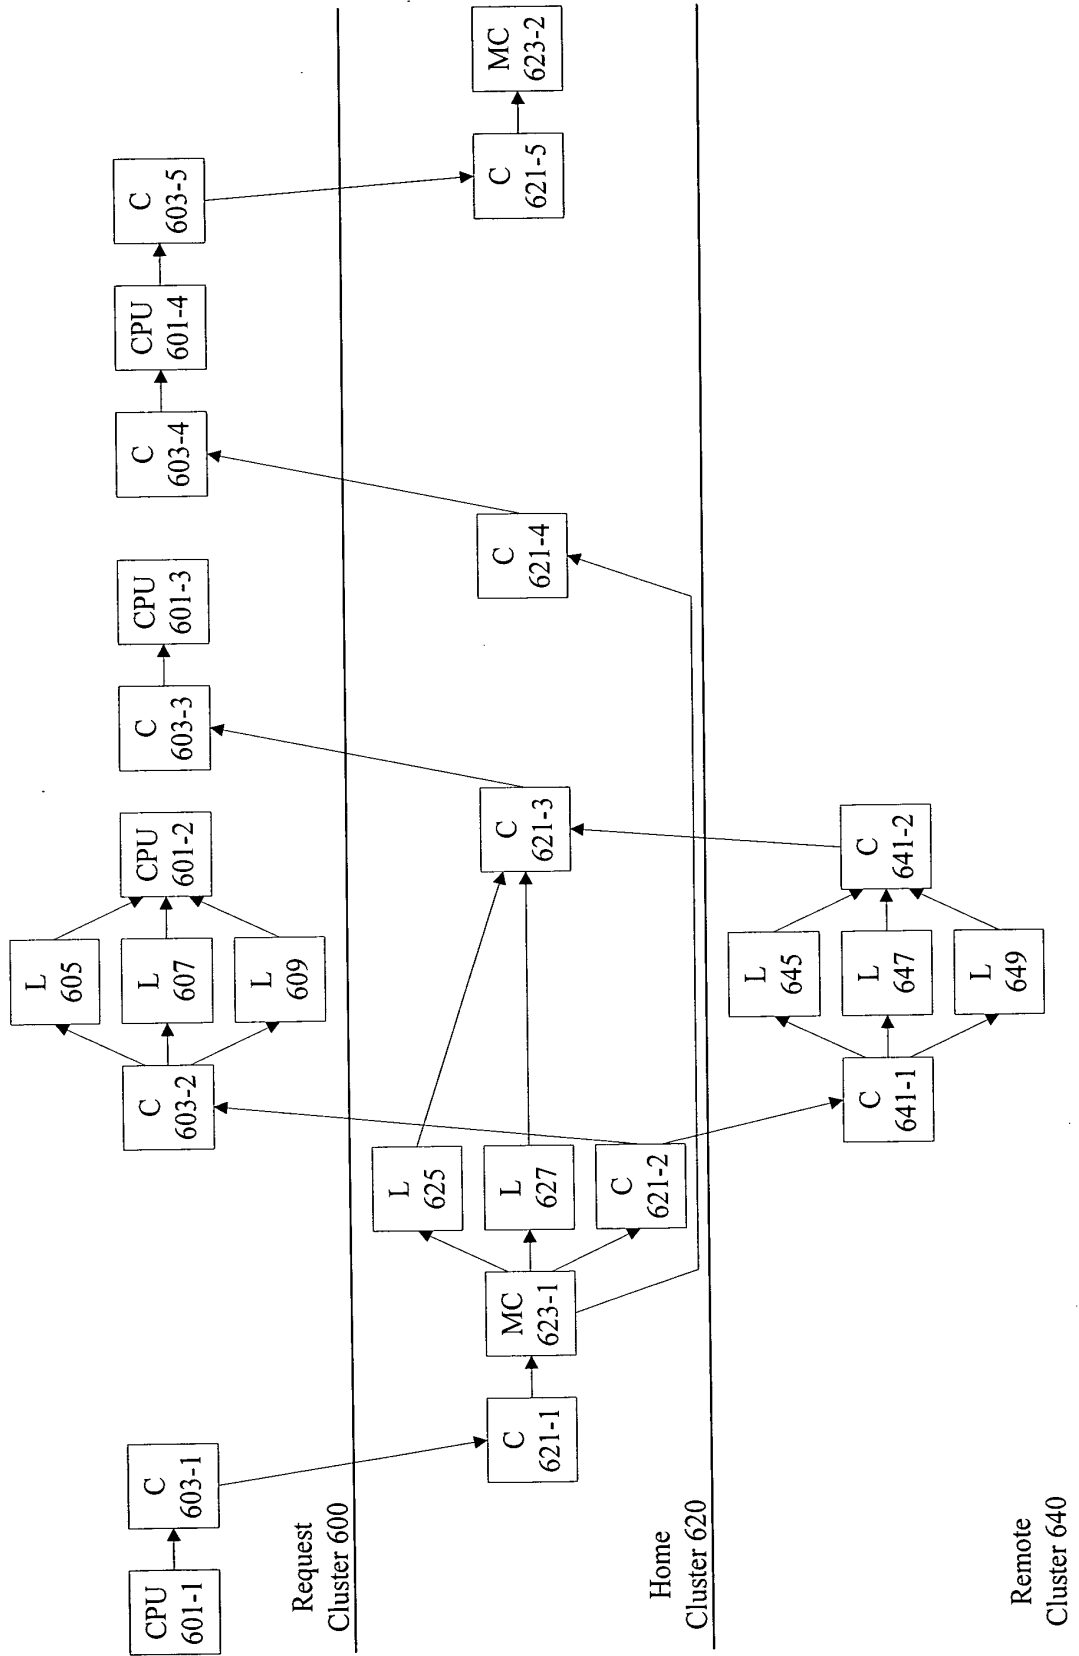 CPU
601-1
C
603-1
C
603-2
L
605
L
607
L
609
CPU
601-2
C
603-3
CPU
601-3
C
603-4
CPU
601-4
C
603-5
Request
Cluster 600
C
621-1
MC
623-1
L
625
L
627
C
621-2
C
621-3
C
621-4
C
621-5
MC
623-2
Home
Cluster 620
C
641-1
L
645
L
647
L
649
C
641-2
Remote
Cluster 640